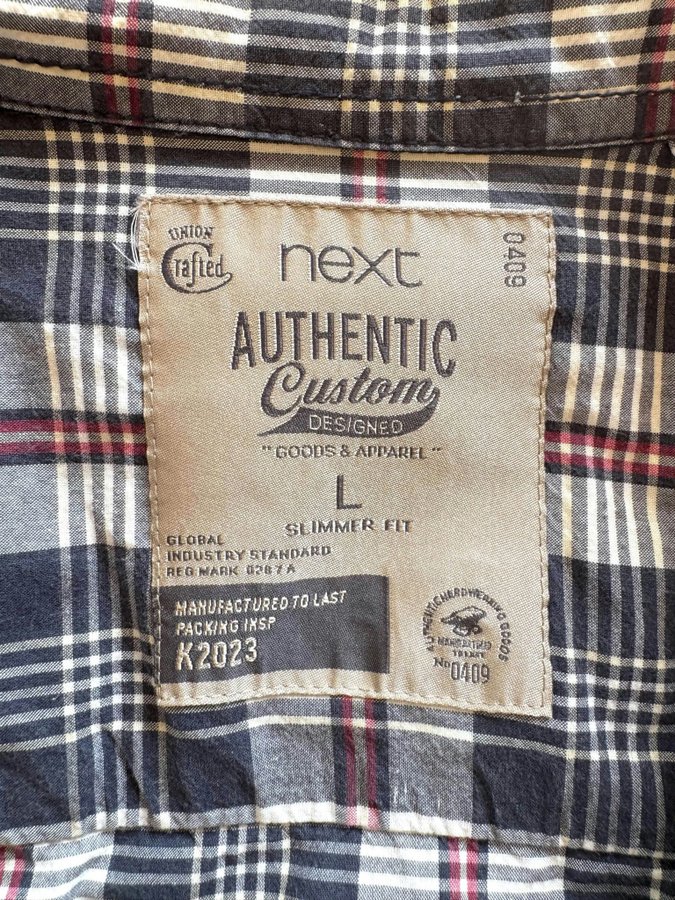 UNION
Crafted
next
0409
AUTHENTIC
Custom
DESIGNED
"GOODS & APPAREL"
L
SLIMMER FIT
GLOBAL
INDUSTRY STANDARD
REG MARK 0287A
MANUFACTURED TO LAST
PACKING INSP
K2023
No 0409